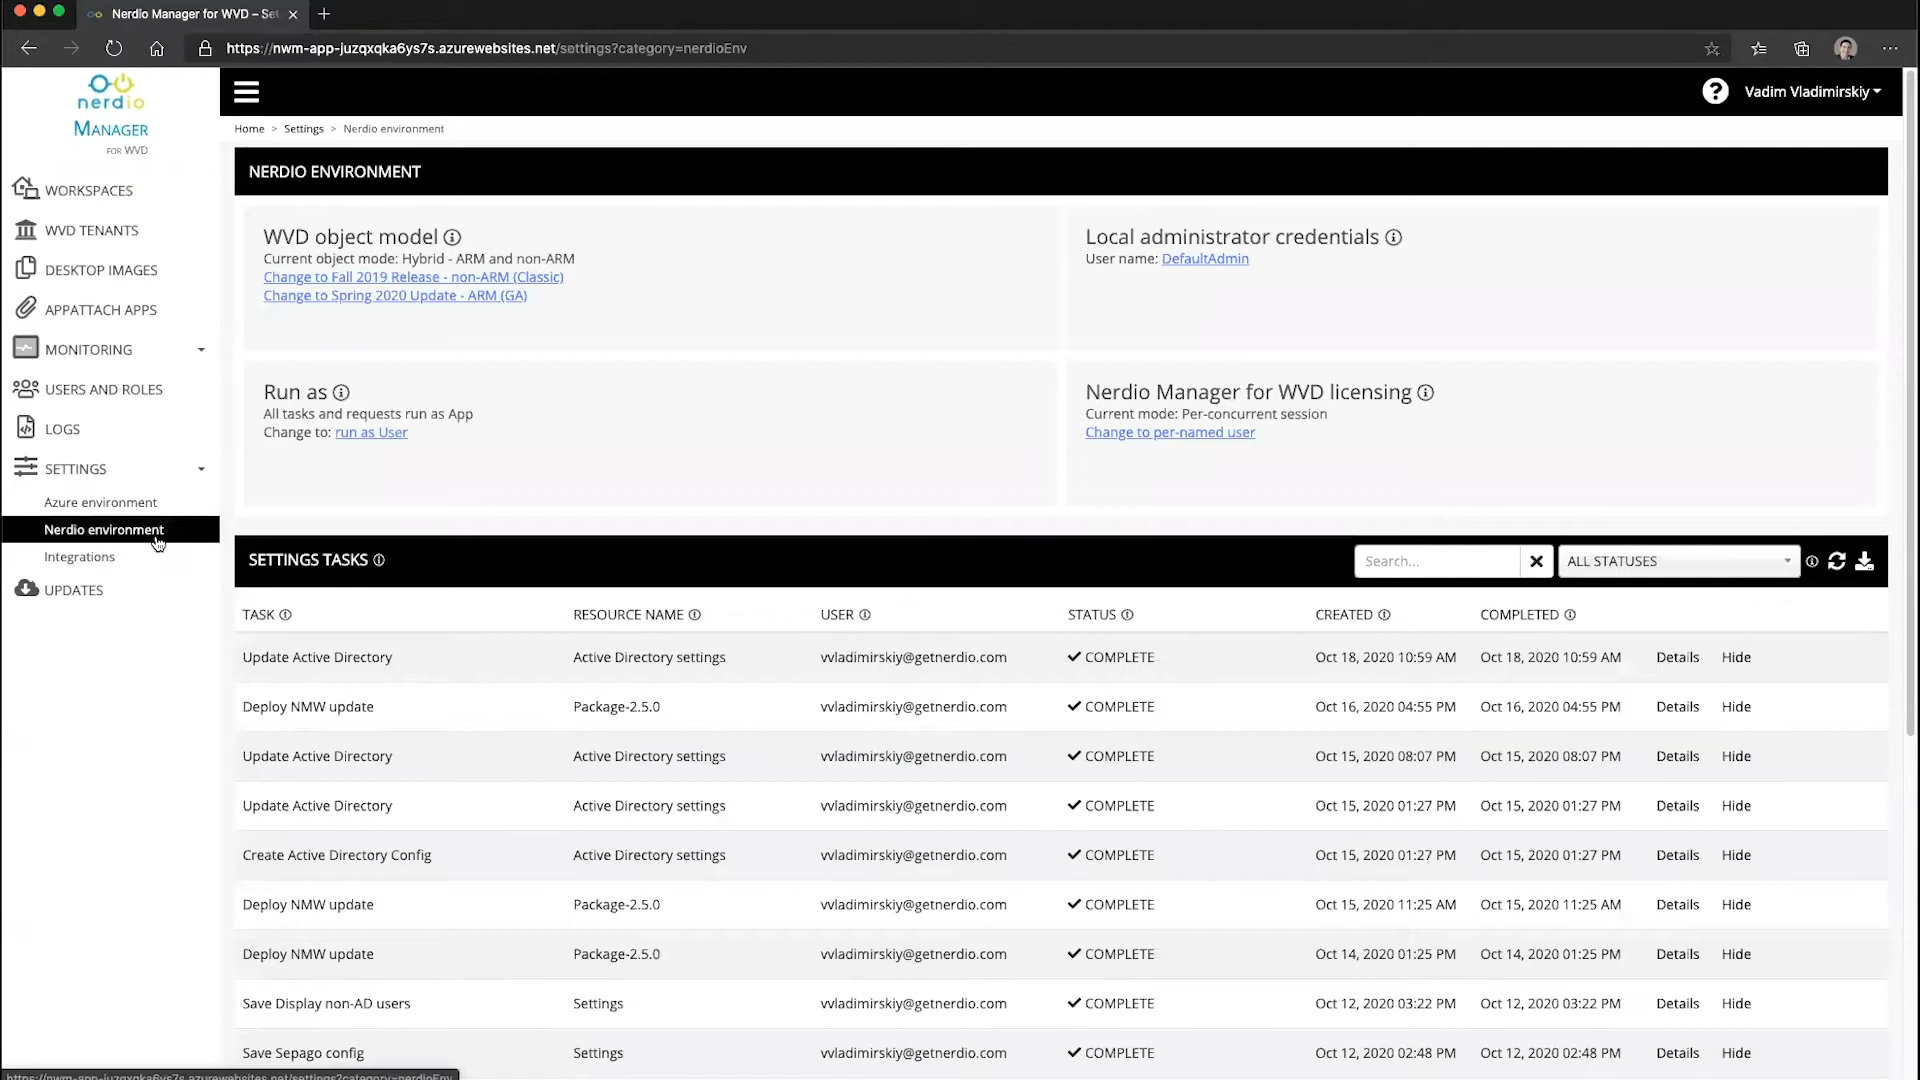 Nerdio Manager for WVD – Set
https://nwm-app-juzqxqka6ys7s.azurewebsites.net/settings?category=nerdioEnv
nerdio
MANAGER
FOR WVD
Vadim Vladimirskiy
Home > Settings > Nerdio environment
WORKSPACES
WVD TENANTS
DESKTOP IMAGES
APPATTACH APPS
MONITORING
USERS AND ROLES
LOGS
SETTINGS
Azure environment
Nerdio environment
Integrations
UPDATES
NERDIO ENVIRONMENT
WVD object model
Current object mode: Hybrid - ARM and non-ARM
Change to Fall 2019 Release - non-ARM (Classic)
Change to Spring 2020 Update - ARM (GA)
Local administrator credentials
User name: DefaultAdmin
Run as
All tasks and requests run as App
Change to: run as User
Nerdio Manager for WVD licensing
Current mode: Per-concurrent session
Change to per-named user
SETTINGS TASKS
Search...
ALL STATUSES
TASK RESOURCE NAME USER STATUS CREATED COMPLETED
Update Active Directory Active Directory settings vvladimirskiy@getnerdio.com COMPLETE Oct 18, 2020 10:59 AM Oct 18, 2020 10:59 AM Details Hide
Deploy NMW update Package-2.5.0 vvladimirskiy@getnerdio.com COMPLETE Oct 16, 2020 04:55 PM Oct 16, 2020 04:55 PM Details Hide
Update Active Directory Active Directory settings vvladimirskiy@getnerdio.com COMPLETE Oct 15, 2020 08:07 PM Oct 15, 2020 08:07 PM Details Hide
Update Active Directory Active Directory settings vvladimirskiy@getnerdio.com COMPLETE Oct 15, 2020 01:27 PM Oct 15, 2020 01:27 PM Details Hide
Create Active Directory Config Active Directory settings vvladimirskiy@getnerdio.com COMPLETE Oct 15, 2020 01:27 PM Oct 15, 2020 01:27 PM Details Hide
Deploy NMW update Package-2.5.0 vvladimirskiy@getnerdio.com COMPLETE Oct 15, 2020 11:25 AM Oct 15, 2020 11:25 AM Details Hide
Deploy NMW update Package-2.5.0 vvladimirskiy@getnerdio.com COMPLETE Oct 14, 2020 01:25 PM Oct 14, 2020 01:25 PM Details Hide
Save Display non-AD users Settings vvladimirskiy@getnerdio.com COMPLETE Oct 12, 2020 03:22 PM Oct 12, 2020 03:22 PM Details Hide
Save Sepago config Settings vvladimirskiy@getnerdio.com COMPLETE Oct 12, 2020 02:48 PM Oct 12, 2020 02:48 PM Details Hide
https://nwm-app-juzqxqka6ys7s.azurewebsites.net/settings?category=nerdioEnv